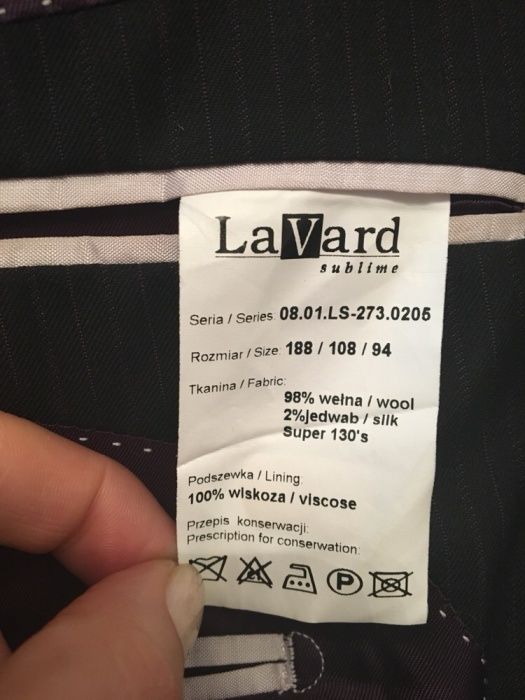 LaVard
sublime
Seria / Series: 08.01.LS-273.0205
Rozmiar / Size: 188 / 108 / 94
Tkanina / Fabric:
98% wełna / wool
2%jedwab / silk
Super 130's
Podszewka / Lining:
100% wiskoza / viscose
Przepis konserwacji:
Prescription for conserwation:
P